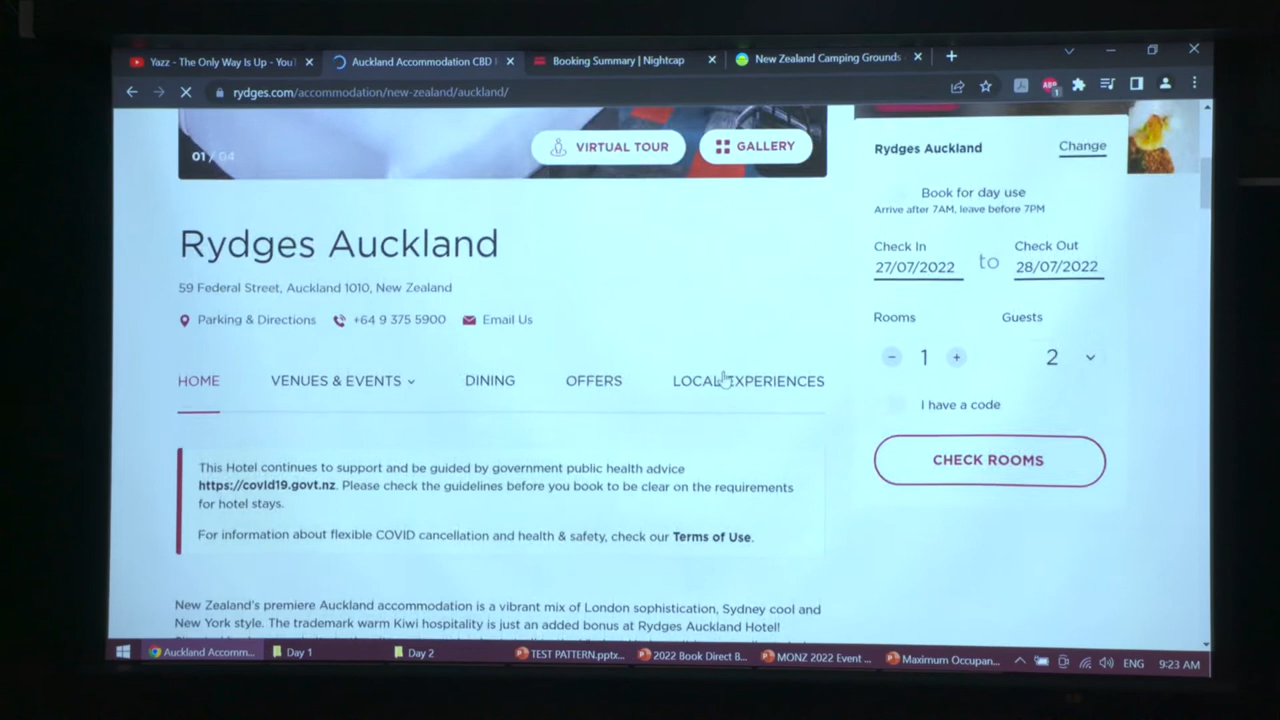 Yazz - The Only Way Is Up - You
Auckland Accommodation CBD
Booking Summary | Nightcap
New Zealand Camping Grounds
rydges.com/accommodation/new-zealand/auckland/
ABP
1
01 / 04
VIRTUAL TOUR
GALLERY
Rydges Auckland
Change
Book for day use
Arrive after 7AM, leave before 7PM
Check In
Check Out
27/07/2022 to 28/07/2022
Rooms
Guests
− 1 +
2
I have a code
CHECK ROOMS
Rydges Auckland
59 Federal Street, Auckland 1010, New Zealand
Parking & Directions +64 9 375 5900 Email Us
HOME VENUES & EVENTS DINING OFFERS LOCAL EXPERIENCES
This Hotel continues to support and be guided by government public health advice
https://covid19.govt.nz. Please check the guidelines before you book to be clear on the requirements
for hotel stays.
For information about flexible COVID cancellation and health & safety, check our Terms of Use.
New Zealand's premiere Auckland accommodation is a vibrant mix of London sophistication, Sydney cool and
New York style. The trademark warm Kiwi hospitality is just an added bonus at Rydges Auckland Hotel!
Auckland Accomm...
Day 1
Day 2
TEST PATTERN.pptx...
2022 Book Direct B...
MONZ 2022 Event ...
Maximum Occupan...
ENG
9:23 AM